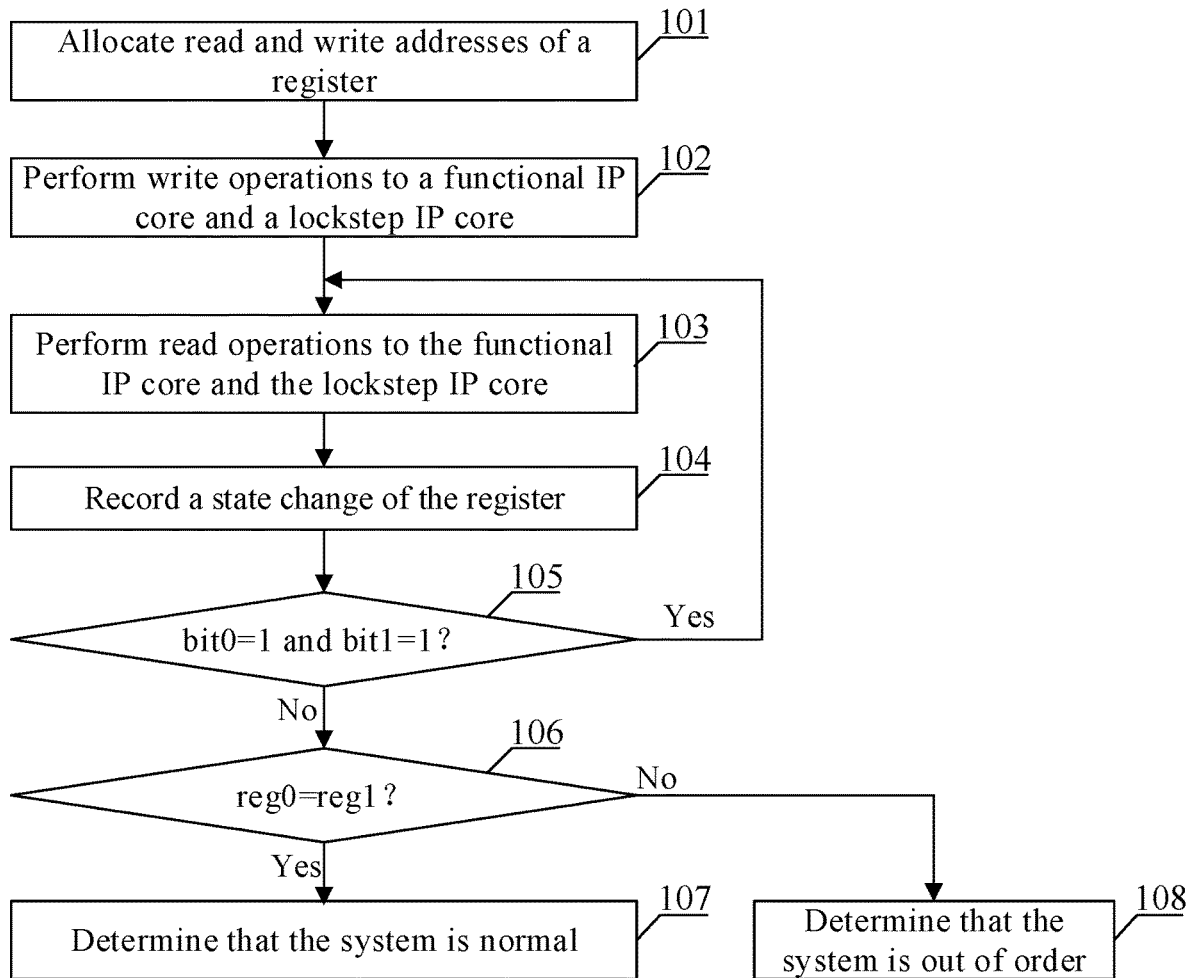 101
Allocate read and write addresses of a
register
102
Perform write operations to a functional IP
core and a lockstep IP core
103
Perform read operations to the functional
IP core and the lockstep IP core
104
Record a state change of the register
105
bit0=1 and bit1=1?
Yes
No
106
reg0=reg1?
No
Yes
107
Determine that the system is normal
108
Determine that the
system is out of order